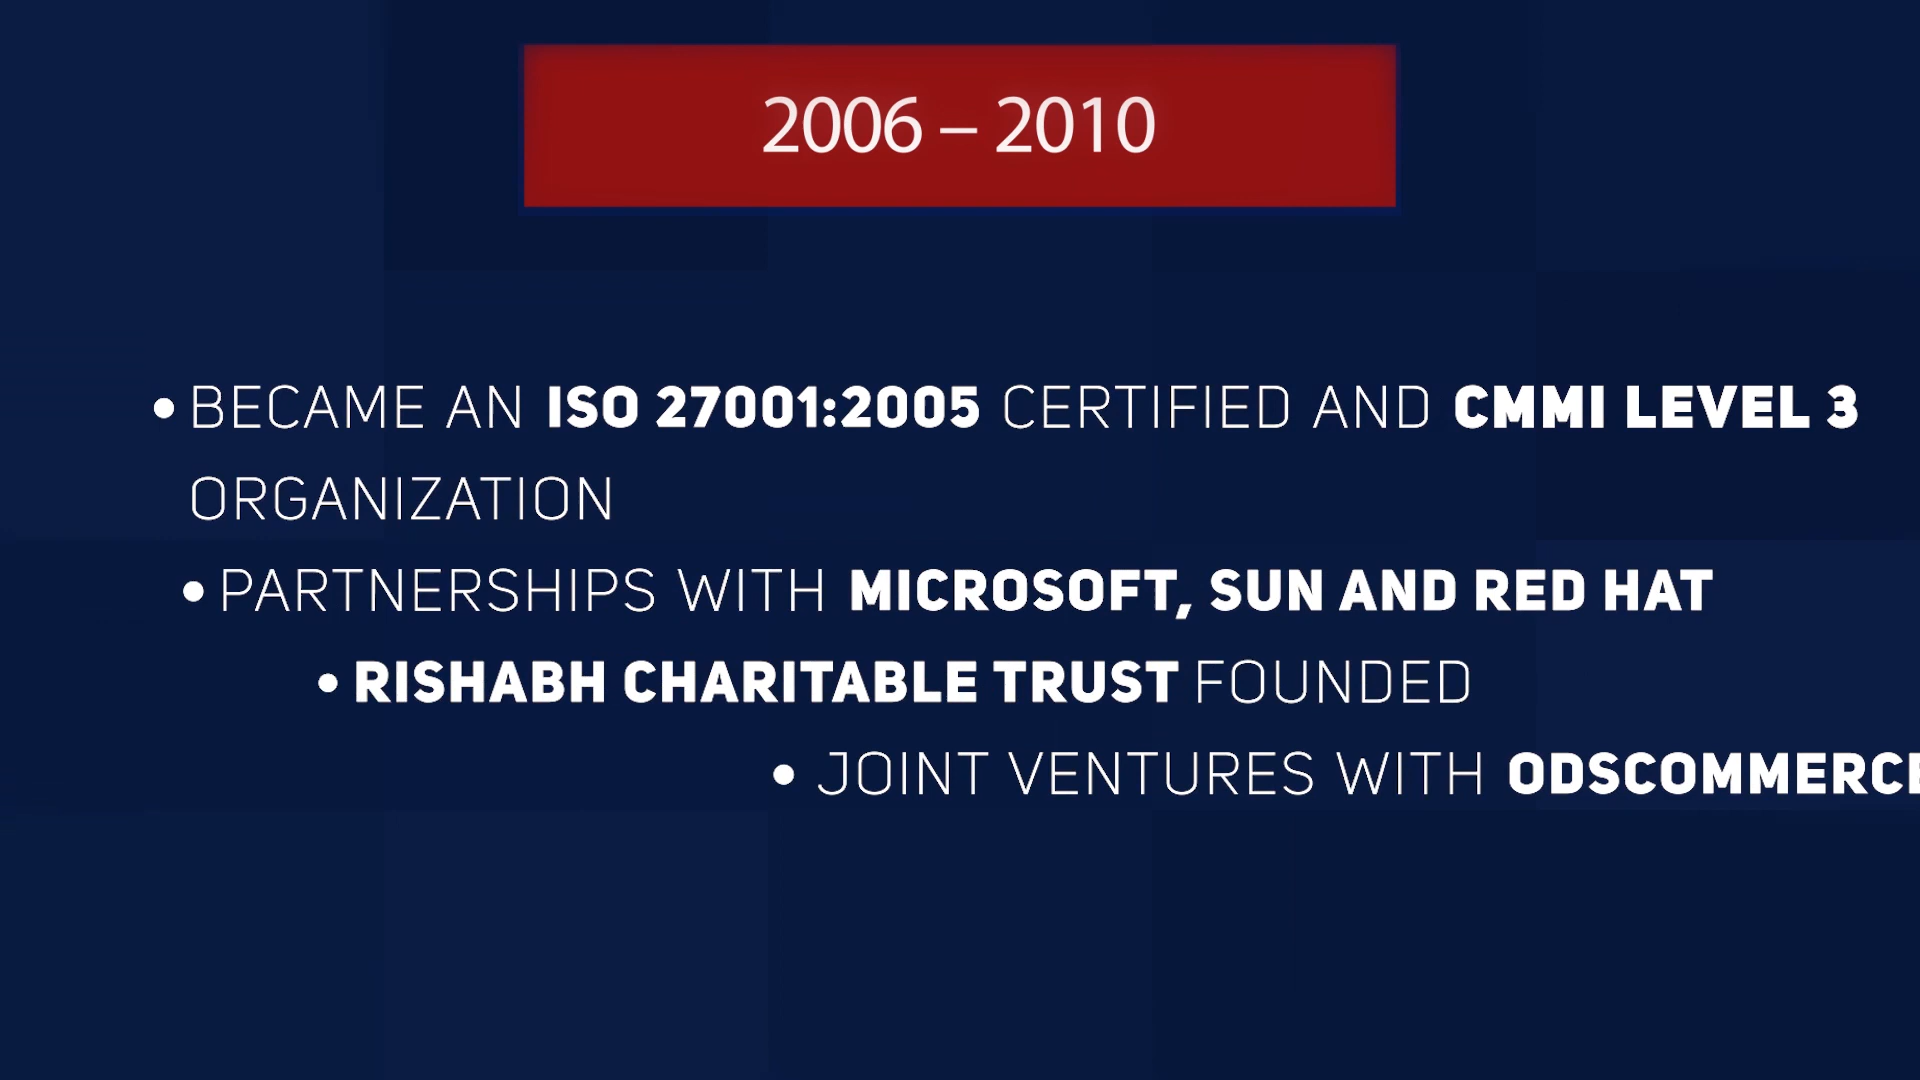 2006 – 2010
• BECAME AN ISO 27001:2005 CERTIFIED AND CMMI LEVEL 3
ORGANIZATION
• PARTNERSHIPS WITH MICROSOFT, SUN AND RED HAT
• RISHABH CHARITABLE TRUST FOUNDED
• JOINT VENTURES WITH ODSCOMMERCE